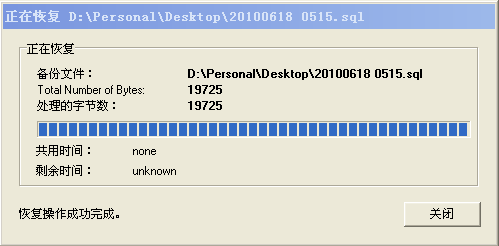 正在恢复 D:\Personal\Desktop\20100618 0515.sql
正在恢复
备份文件： D:\Personal\Desktop\20100618 0515.sql
Total Number of Bytes: 19725
处理的字节数： 19725
共用时间： none
剩余时间： unknown
恢复操作成功完成。 关闭